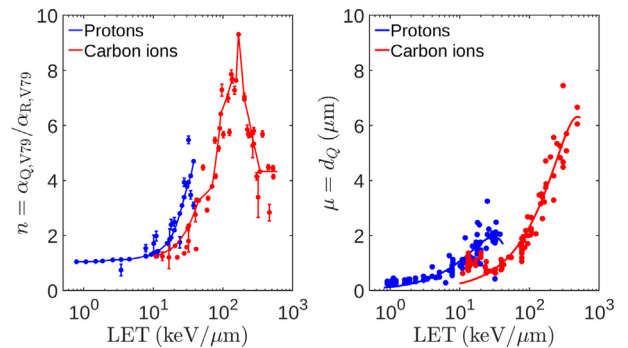 10
8
6
4
2
0
Protons
Carbon ions
n = α_{Q,V79}/α_{R,V79}
10^0
10^1
10^2
10^3
LET (keV/μm)
10
8
6
4
2
0
Protons
Carbon ions
μ = d_Q (μm)
10^0
10^1
10^2
10^3
LET (keV/μm)